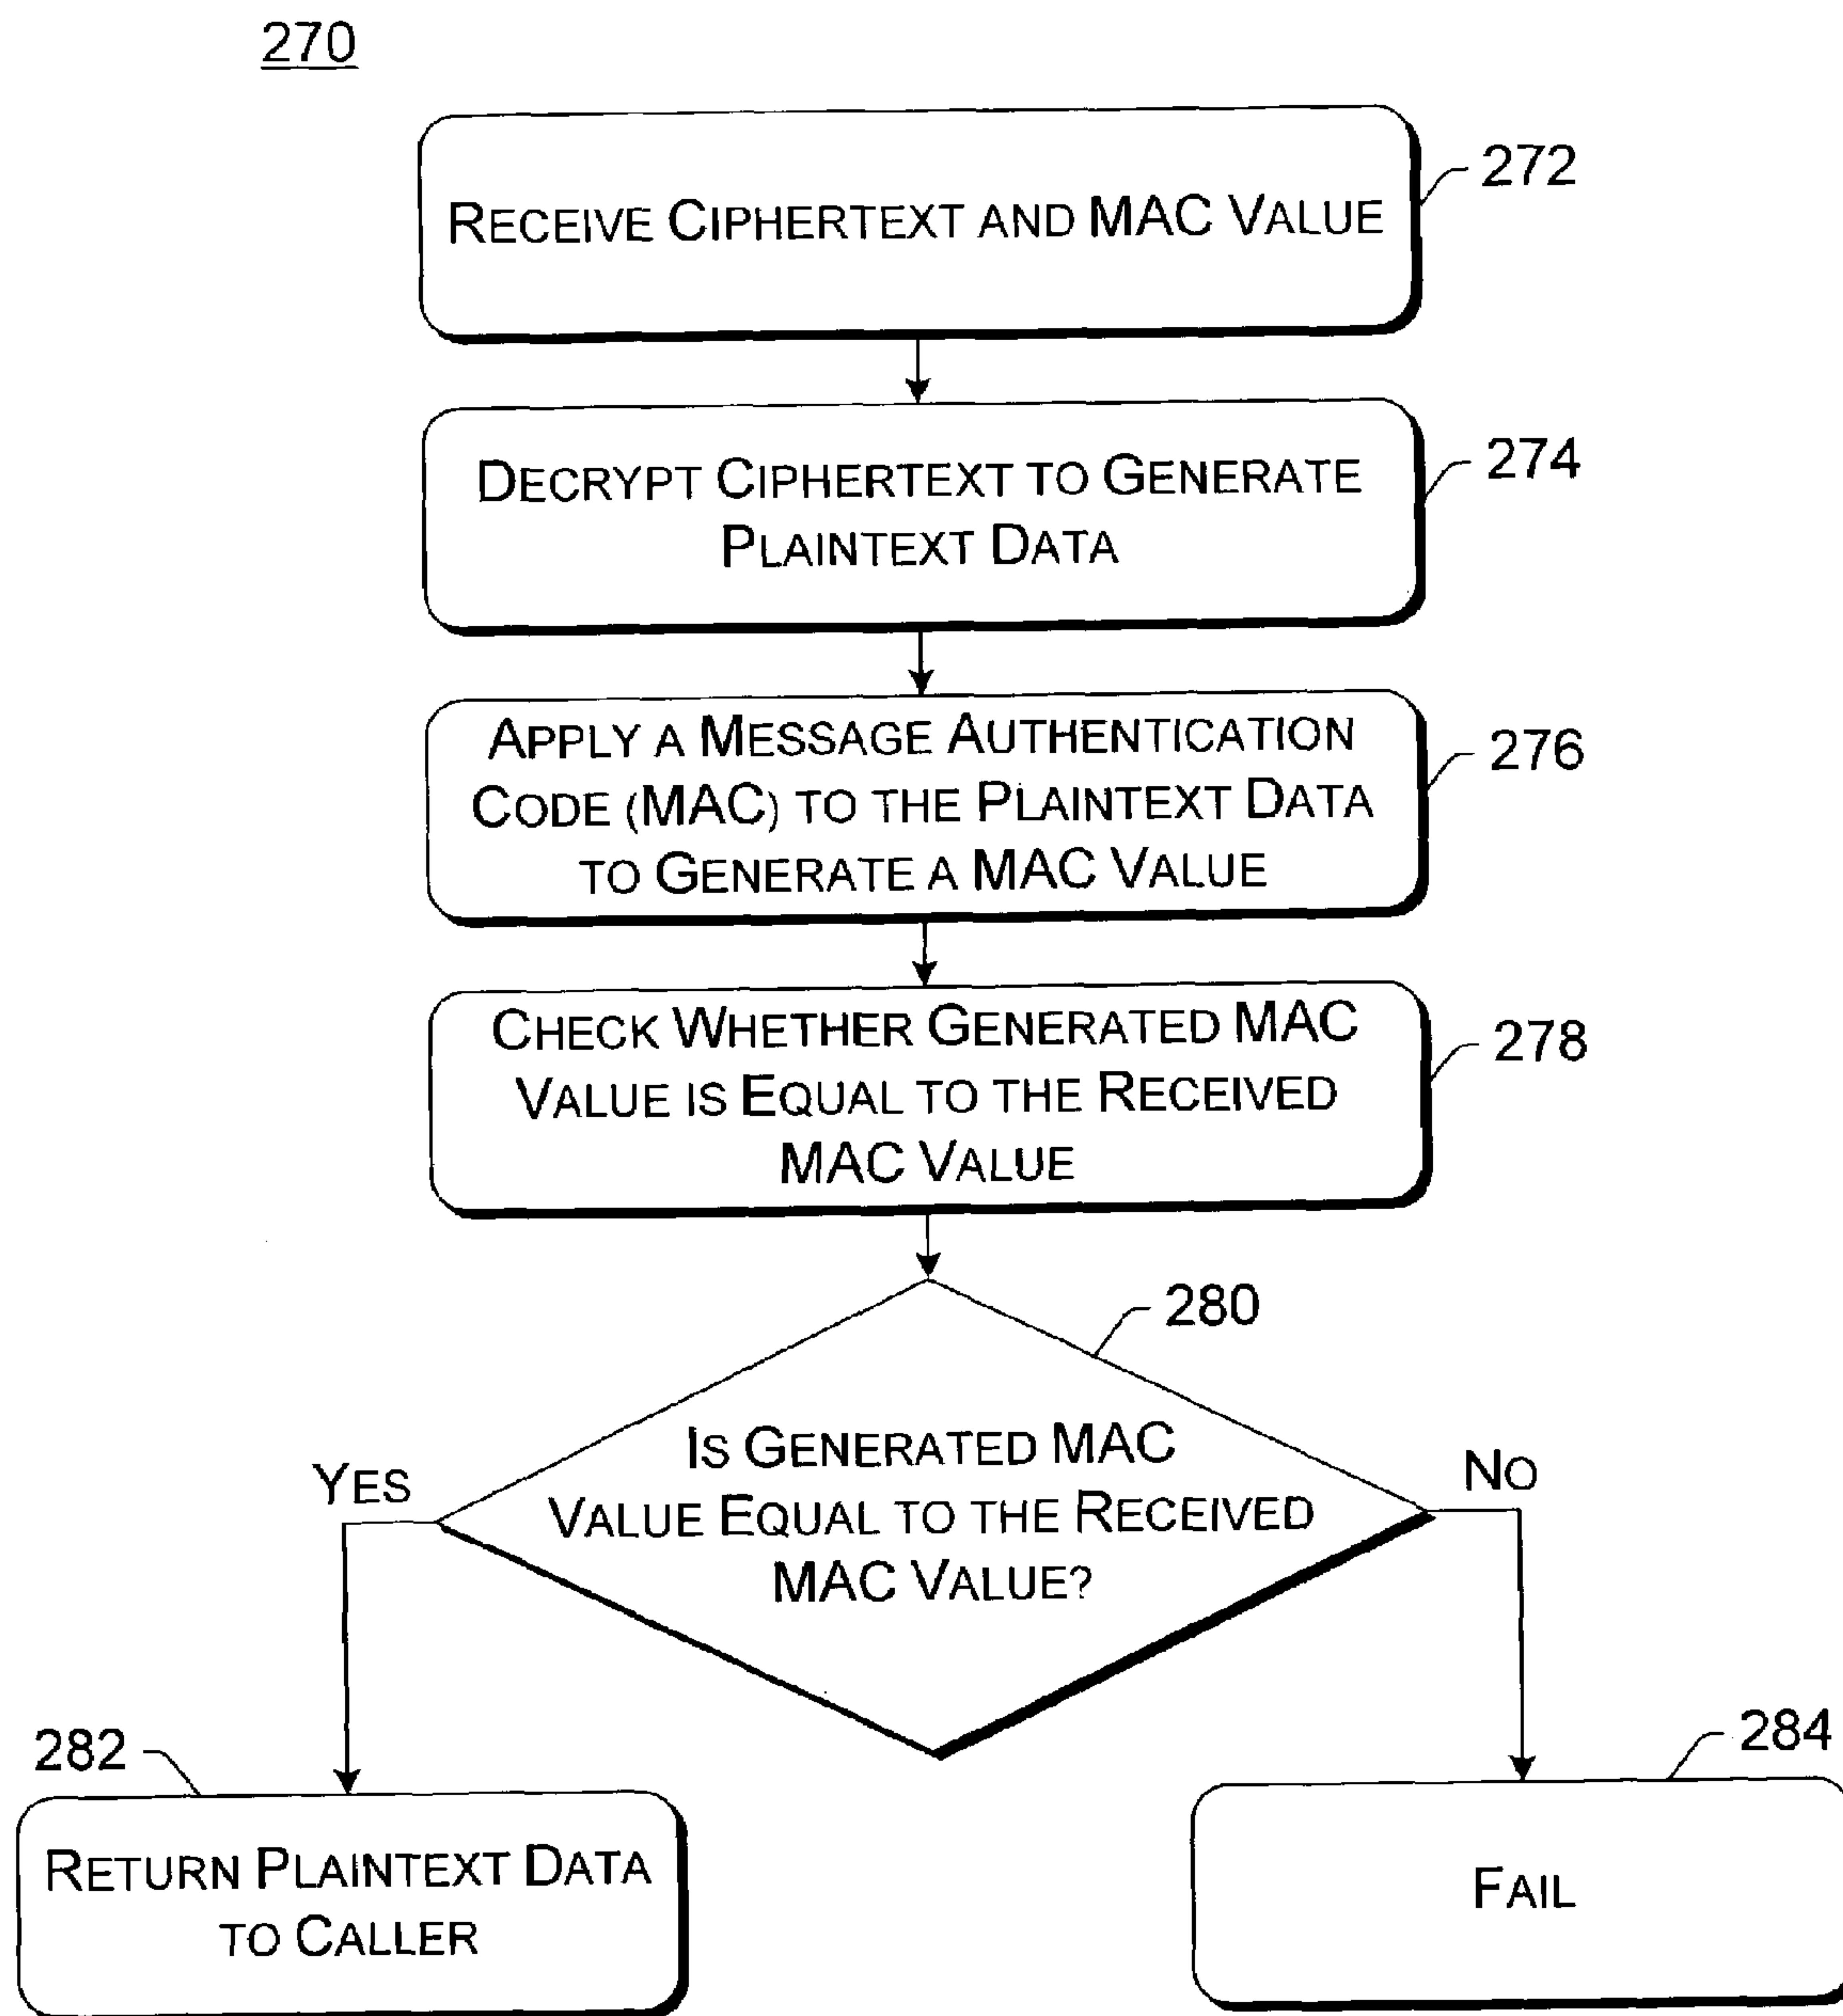 270
RECEIVE CIPHERTEXT AND MAC VALUE
272
DECRYPT CIPHERTEXT TO GENERATE
PLAINTEXT DATA
274
APPLY A MESSAGE AUTHENTICATION
CODE (MAC) TO THE PLAINTEXT DATA
TO GENERATE A MAC VALUE
276
CHECK WHETHER GENERATED MAC
VALUE IS EQUAL TO THE RECEIVED
MAC VALUE
278
280
IS GENERATED MAC
VALUE EQUAL TO THE RECEIVED
MAC VALUE?
YES
NO
282
RETURN PLAINTEXT DATA
TO CALLER
284
FAIL